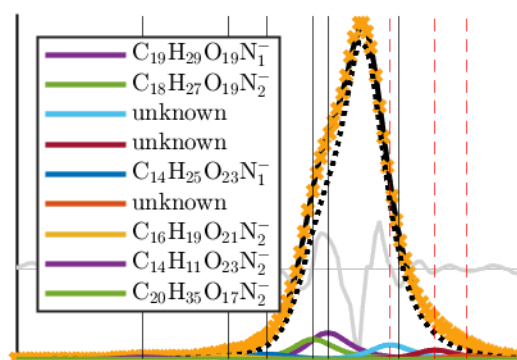 C₁₉H₂₉O₁₉N₁⁻
C₁₈H₂₇O₁₉N₂⁻
unknown
unknown
C₁₄H₂₅O₂₃N₁⁻
unknown
C₁₆H₁₉O₂₁N₂⁻
C₁₄H₁₁O₂₃N₂⁻
C₂₀H₃₅O₁₇N₂⁻